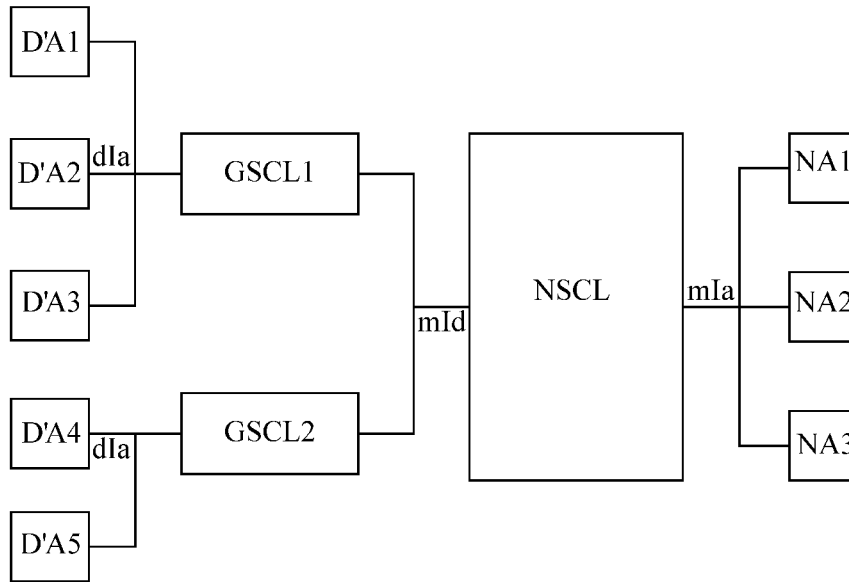 D'A1
D'A2
dIa
GSCL1
D'A3
D'A4
dIa
GSCL2
D'A5
mId
NSCL
mIa
NA1
NA2
NA3